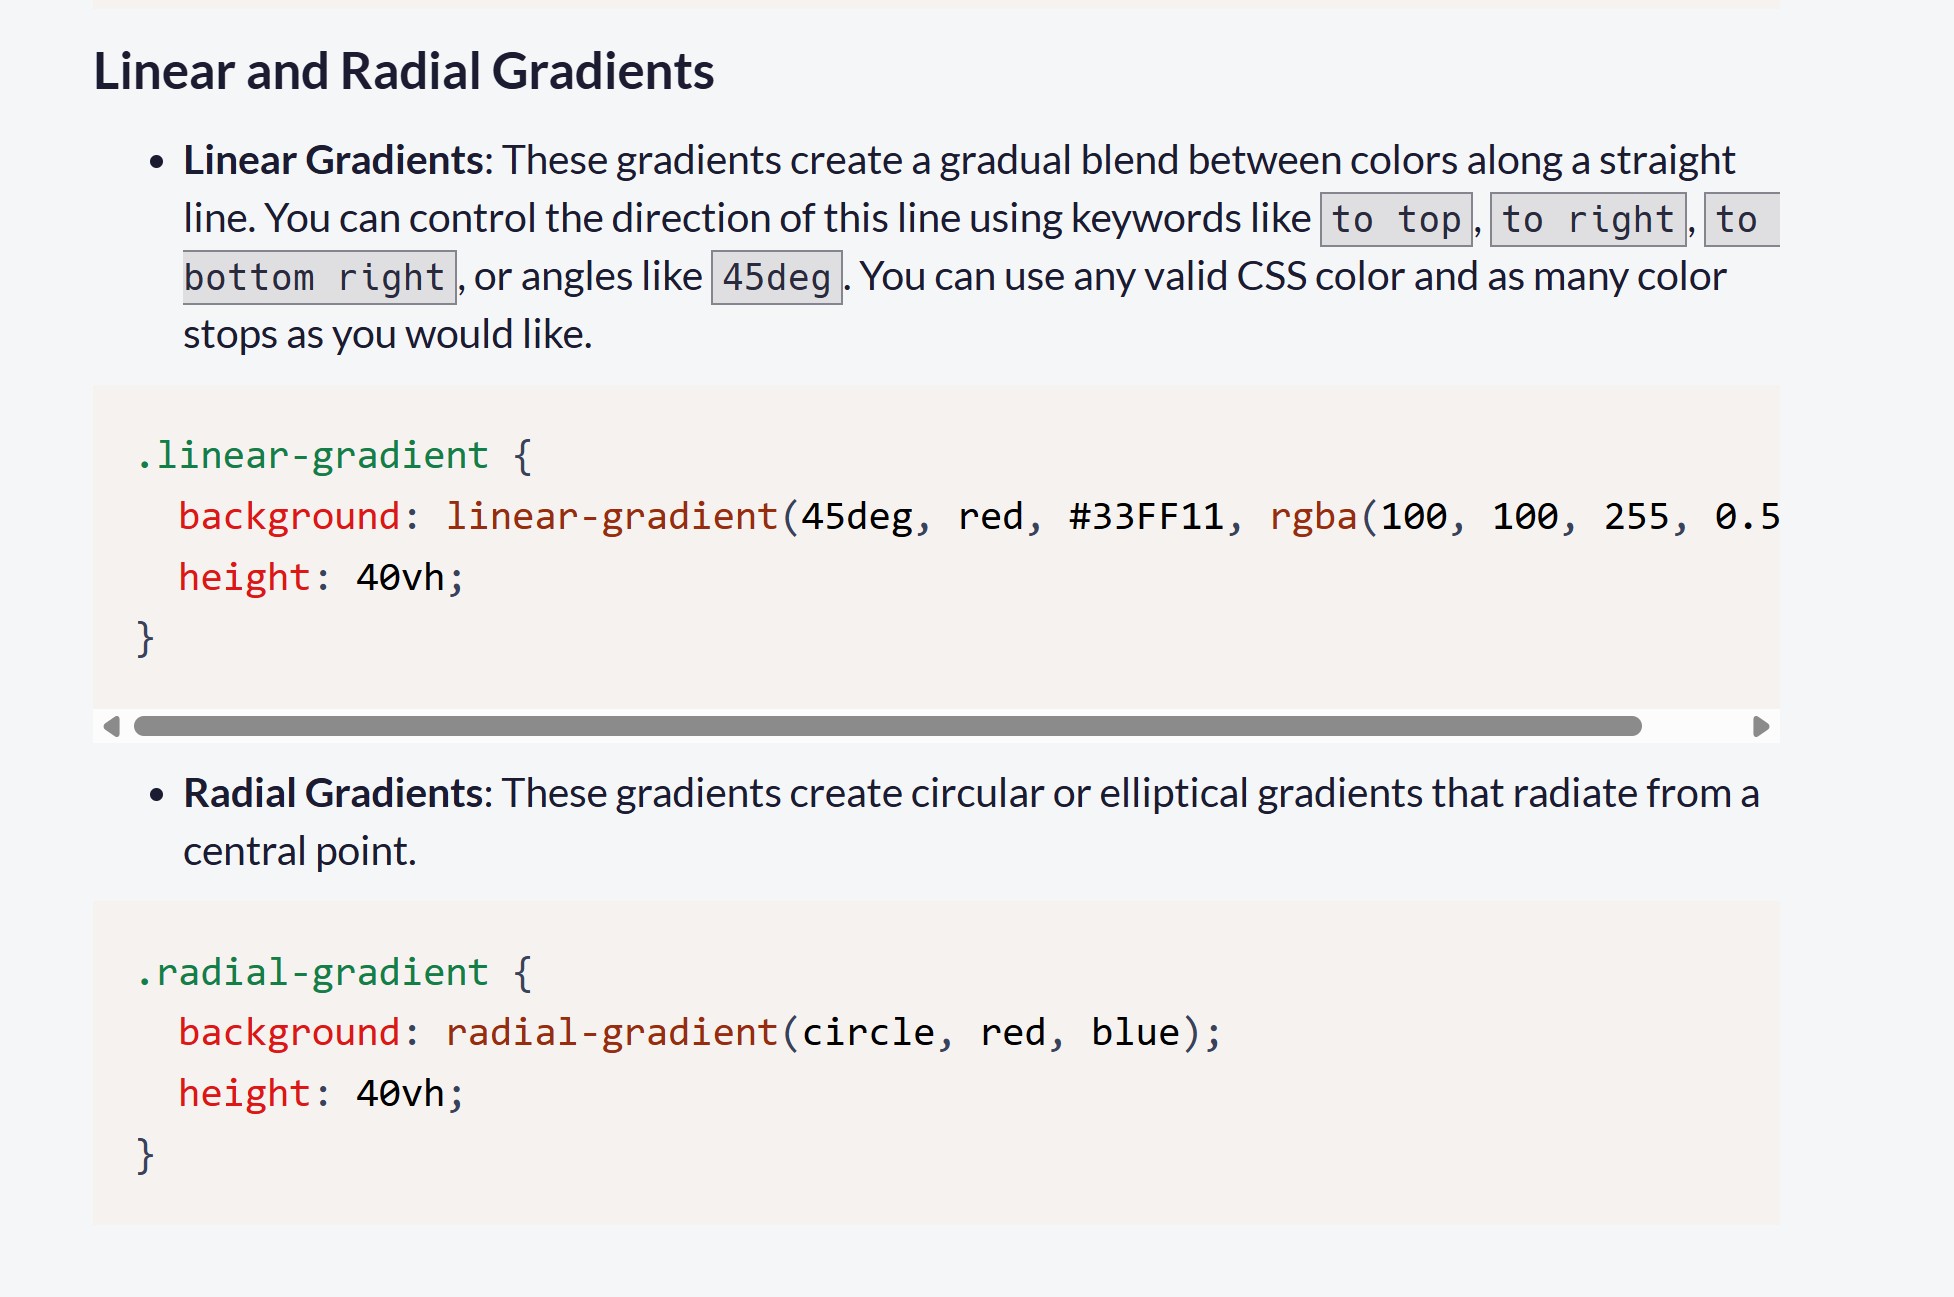 Linear and Radial Gradients
Linear Gradients: These gradients create a gradual blend between colors along a straight
line. You can control the direction of this line using keywords like to top, to right, to
bottom right, or angles like 45deg. You can use any valid CSS color and as many color
stops as you would like.
.linear-gradient {
  background: linear-gradient(45deg, red, #33FF11, rgba(100, 100, 255, 0.5
  height: 40vh;
}
Radial Gradients: These gradients create circular or elliptical gradients that radiate from a
central point.
.radial-gradient {
  background: radial-gradient(circle, red, blue);
  height: 40vh;
}